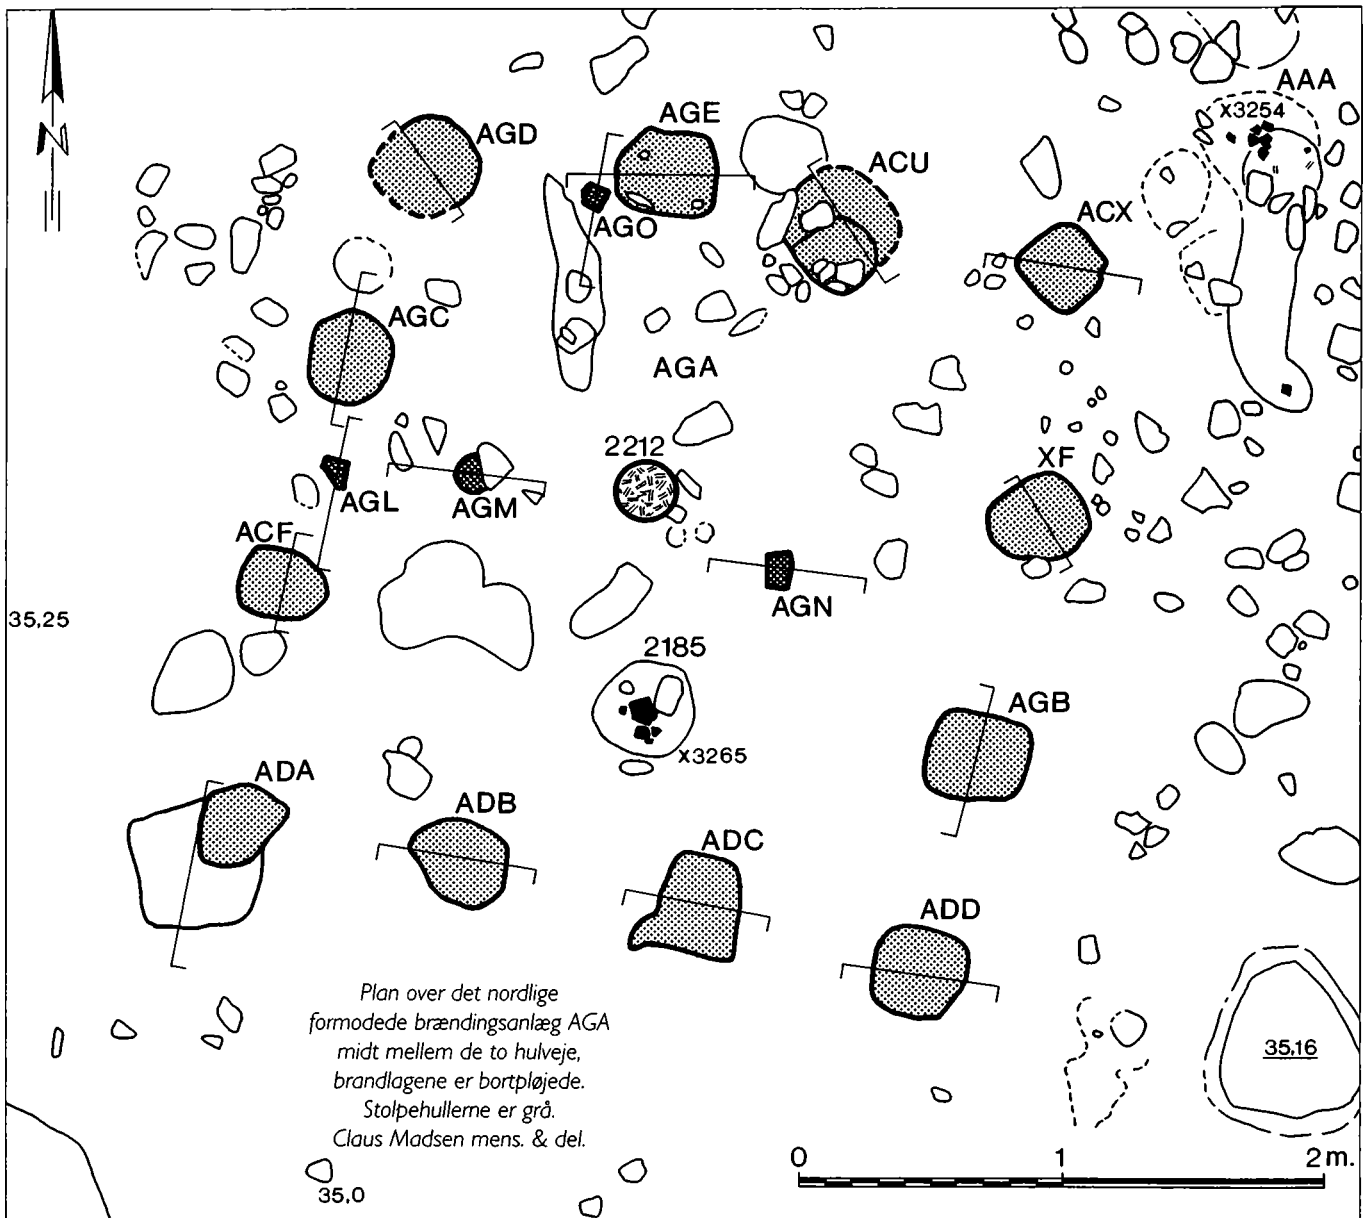 N
AAA
x3254
AGD
AGE
ACU
AGO
ACX
AGC
AGA
2212
XF
AGL
AGM
ACF
AGN
35,25
2185
AGB
x3265
ADA
ADB
ADC
ADD
Plan over det nordlige
formodede brændingsanlæg AGA
midt mellem de to hulveje,
brandlagene er bortpløjede.
Stolpehullerne er grå.
Claus Madsen mens. & del.
35,16
0 1 2 m.
35,0